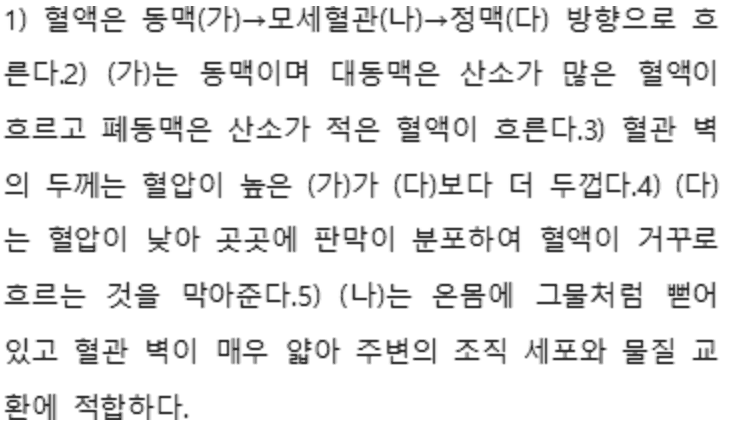 1) 혈액은 동맥(가)→모세혈관(나)→정맥(다) 방향으로 흐
른다.2) (가)는 동맥이며 대동맥은 산소가 많은 혈액이
흐르고 폐동맥은 산소가 적은 혈액이 흐른다.3) 혈관 벽
의 두께는 혈압이 높은 (가)가 (다)보다 더 두껍다.4) (다)
는 혈압이 낮아 곳곳에 판막이 분포하여 혈액이 거꾸로
흐르는 것을 막아준다.5) (나)는 온몸에 그물처럼 뻗어
있고 혈관 벽이 매우 얇아 주변의 조직 세포와 물질 교
환에 적합하다.